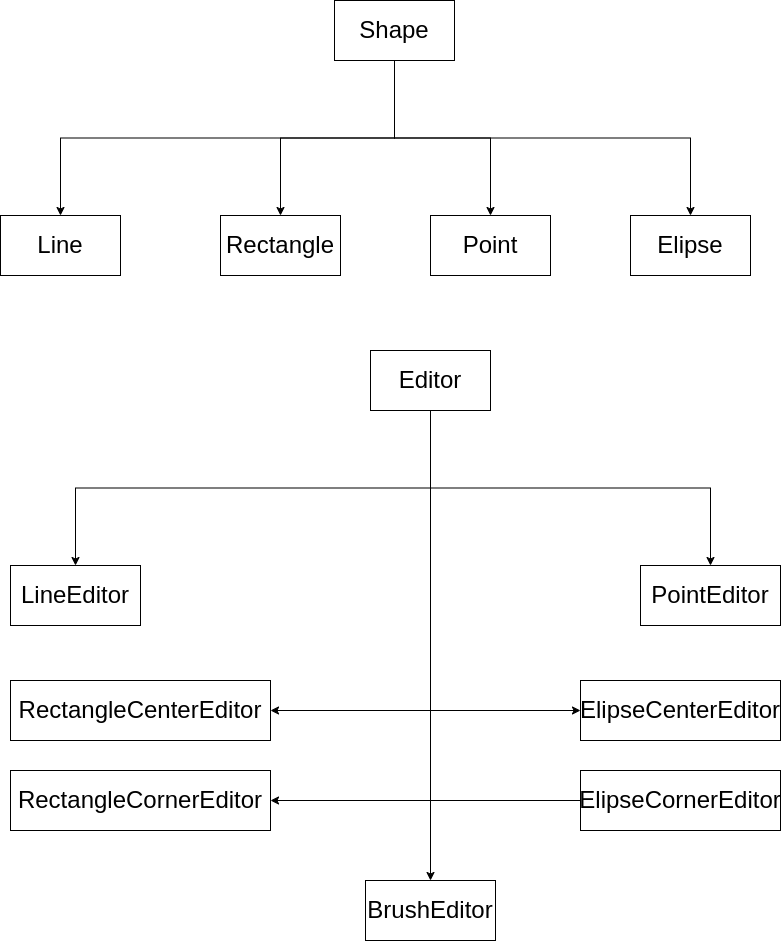 Shape
Line
Rectangle
Point
Elipse
Editor
LineEditor
PointEditor
RectangleCenterEditor
ElipseCenterEditor
RectangleCornerEditor
ElipseCornerEditor
BrushEditor